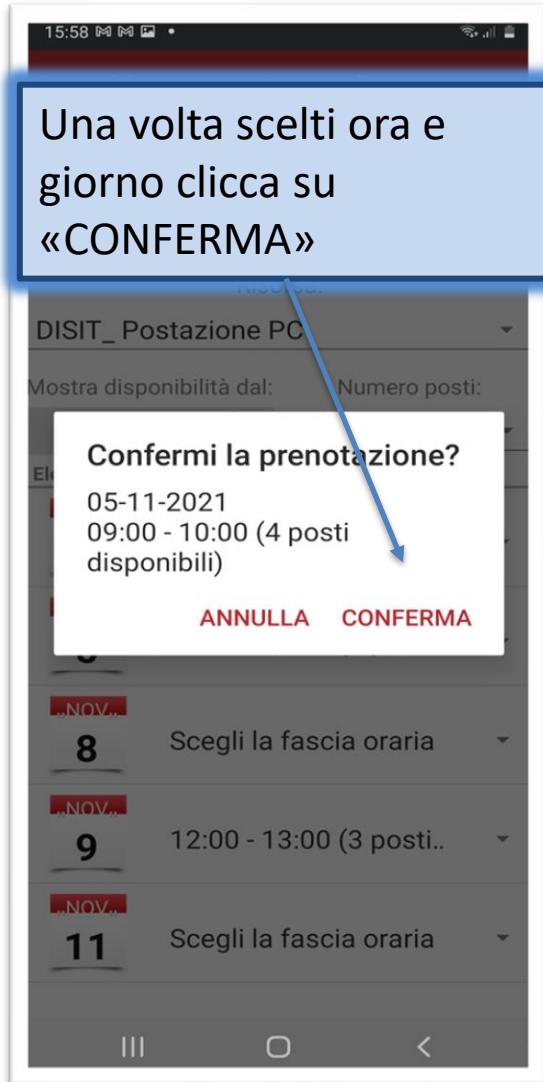 15:58
Una volta scelti ora e
giorno clicca su
«CONFERMA»
Risorsa:
DISIT_ Postazione PC
Mostra disponibilità dal: Numero posti:
Confermi la prenotazione?
05-11-2021
09:00 - 10:00 (4 posti
disponibili)
ANNULLA CONFERMA
NOV
8 Scegli la fascia oraria
NOV
9 12:00 - 13:00 (3 posti..
NOV
11 Scegli la fascia oraria